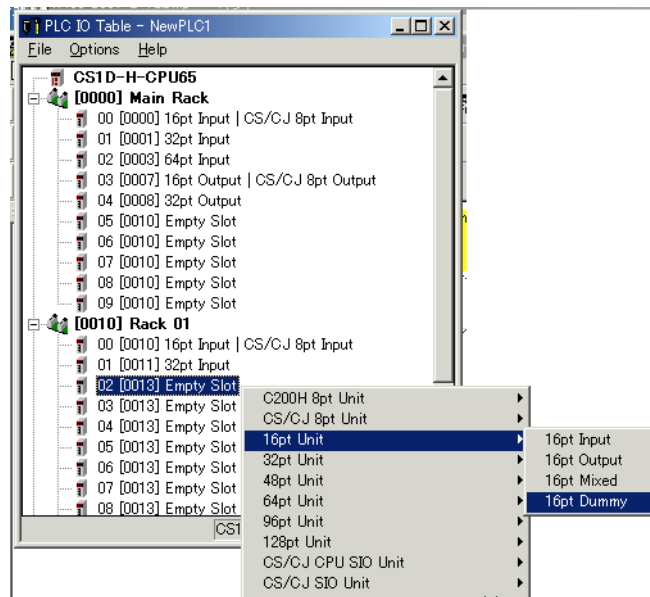 PLC IO Table - NewPLC1
File Options Help
CS1D-H-CPU65
[0000] Main Rack
00 [0000] 16pt Input | CS/CJ 8pt Input
01 [0001] 32pt Input
02 [0003] 64pt Input
03 [0007] 16pt Output | CS/CJ 8pt Output
04 [0008] 32pt Output
05 [0010] Empty Slot
06 [0010] Empty Slot
07 [0010] Empty Slot
08 [0010] Empty Slot
09 [0010] Empty Slot
[0010] Rack 01
00 [0010] 16pt Input | CS/CJ 8pt Input
01 [0011] 32pt Input
02 [0013] Empty Slot
03 [0013] Empty Slot
04 [0013] Empty Slot
05 [0013] Empty Slot
06 [0013] Empty Slot
07 [0013] Empty Slot
08 [0013] Empty Slot
CS1
C200H 8pt Unit
CS/CJ 8pt Unit
16pt Unit
32pt Unit
48pt Unit
64pt Unit
96pt Unit
128pt Unit
CS/CJ CPU SIO Unit
CS/CJ SIO Unit
16pt Input
16pt Output
16pt Mixed
16pt Dummy